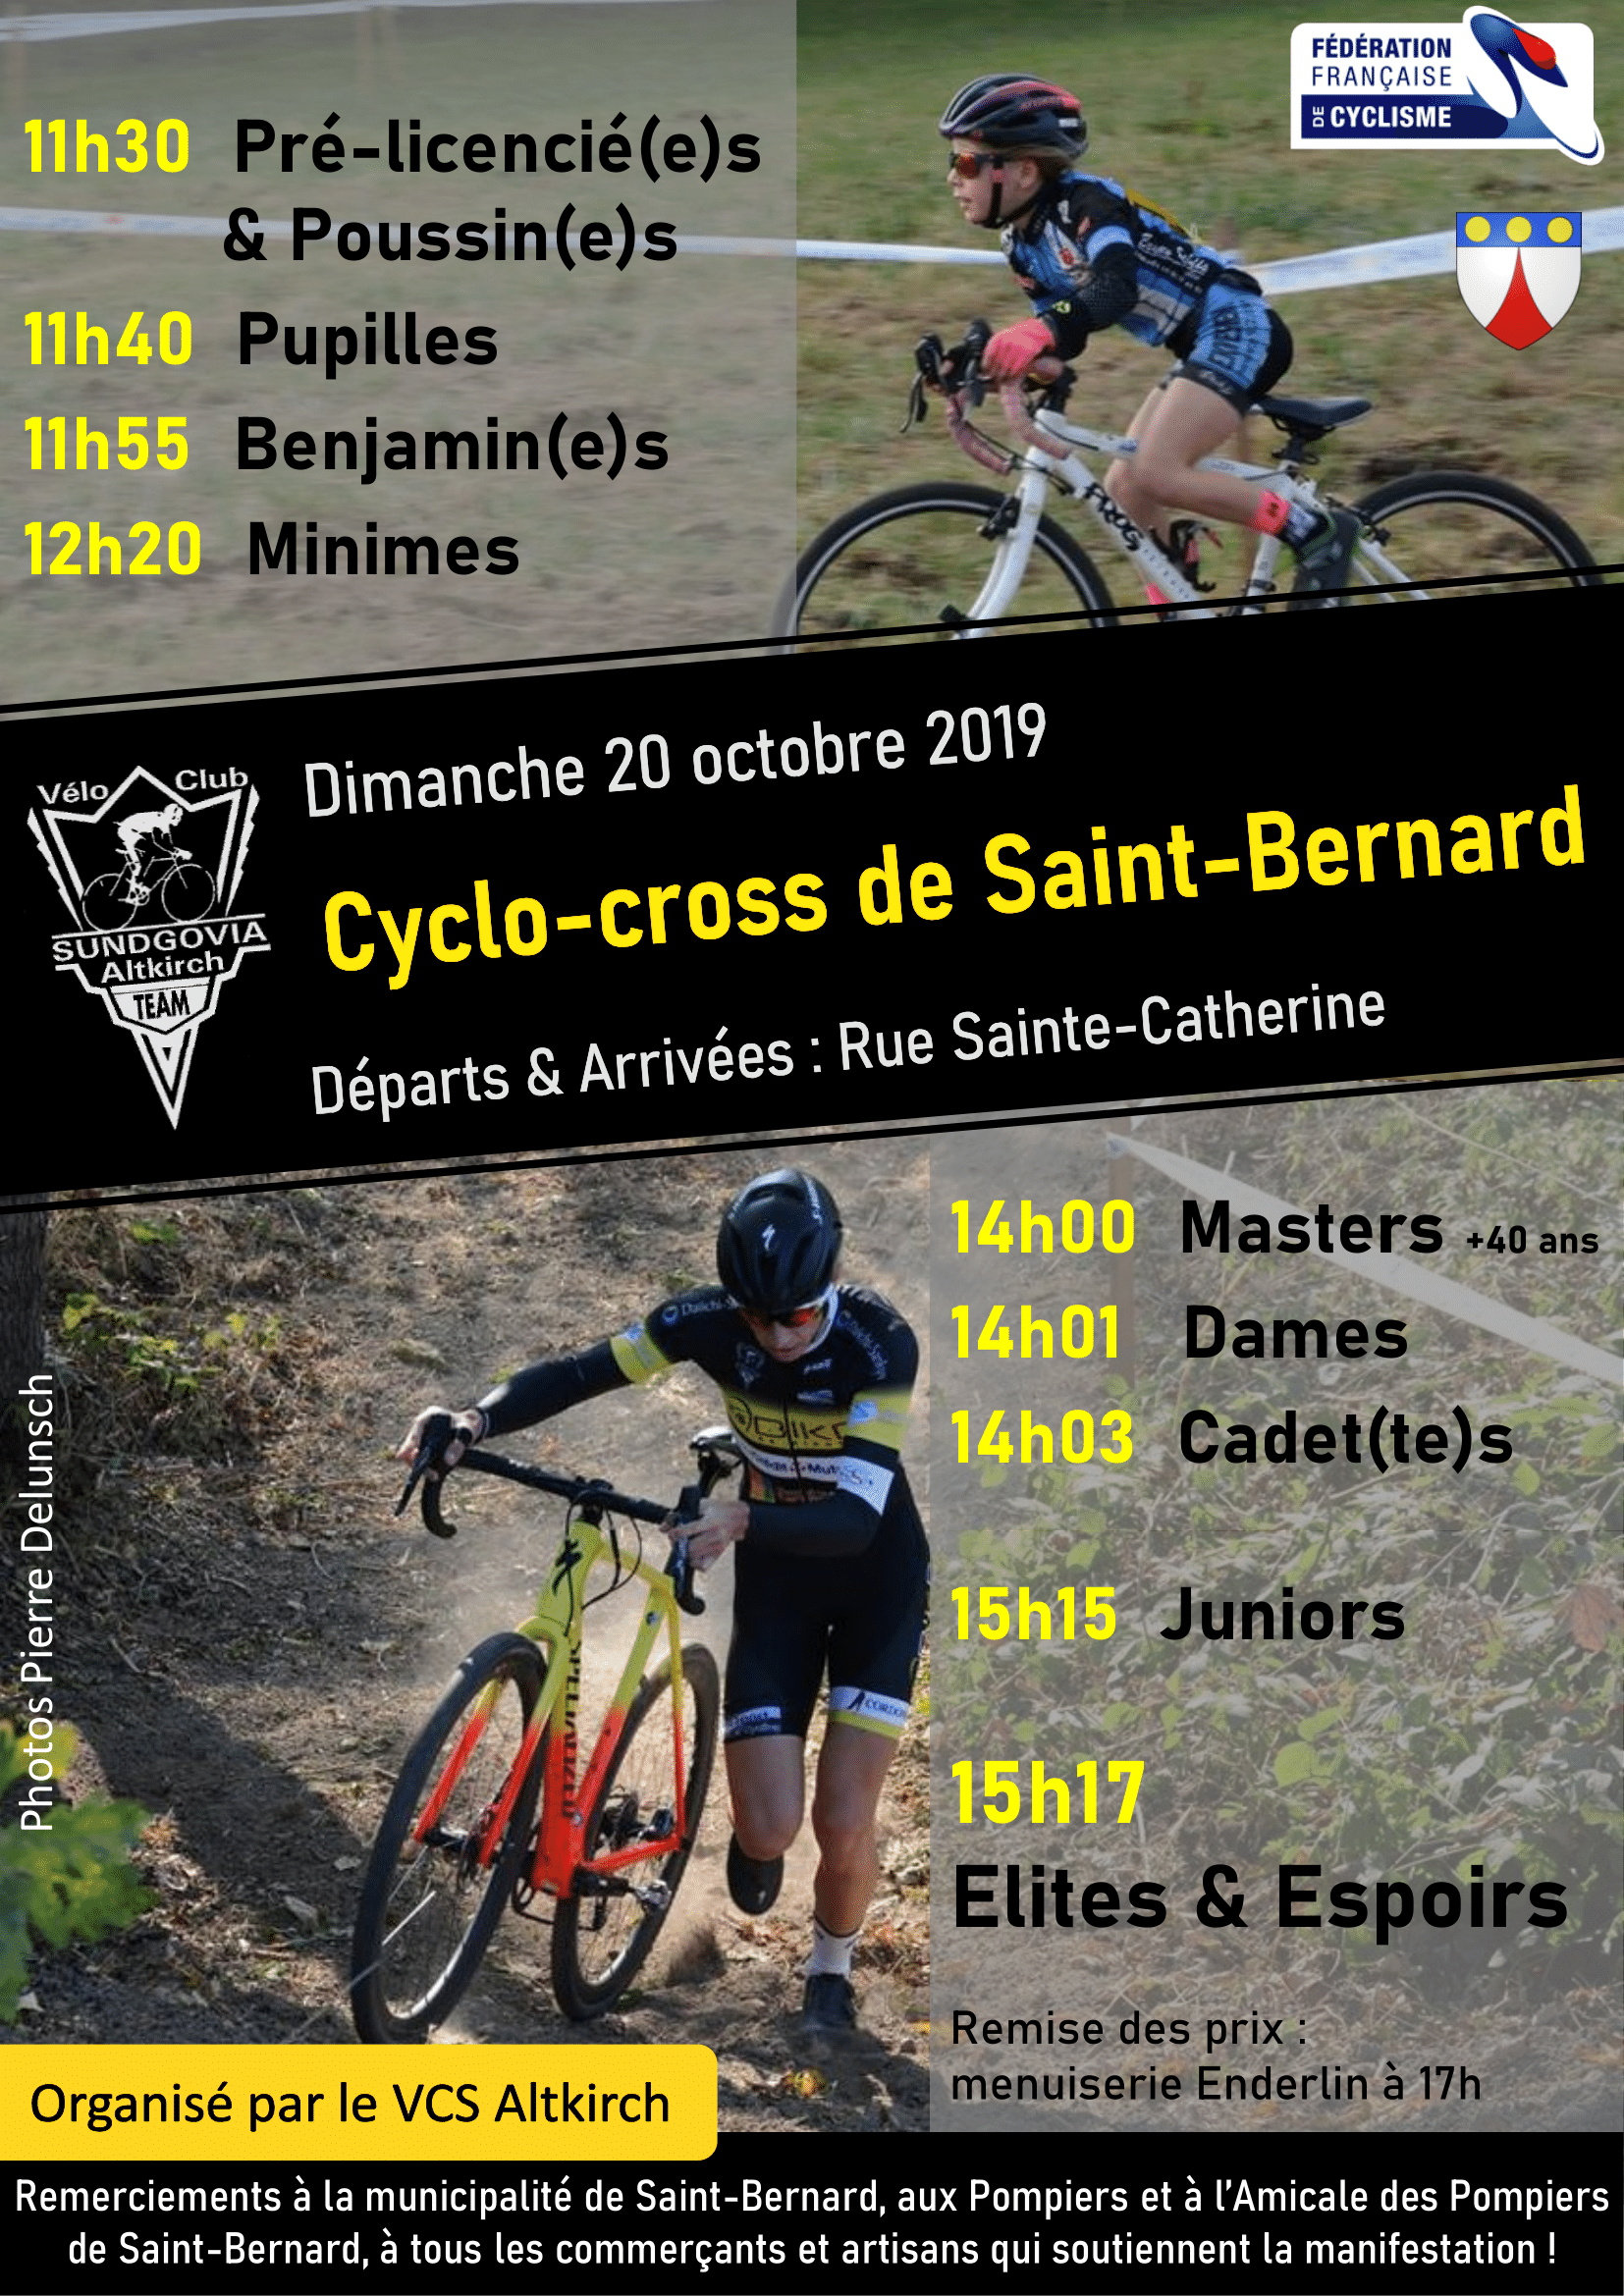 FÉDÉRATION
FRANÇAISE
DE CYCLISME
11h30 Pré-licencié(e)s
& Poussin(e)s
11h40 Pupilles
11h55 Benjamin(e)s
12h20 Minimes
FROG
Dimanche 20 octobre 2019
Cyclo-cross de Saint-Bernard
Départs & Arrivées : Rue Sainte-Catherine
Vélo Club
SUNDGOVIA
Altkirch
TEAM
14h00 Masters +40 ans
14h01 Dames
14h03 Cadet(te)s
15h15 Juniors
15h17
Elites & Espoirs
Remise des prix :
menuiserie Enderlin à 17h
Photos Pierre Delunsch
Organisé par le VCS Altkirch
Remerciements à la municipalité de Saint-Bernard, aux Pompiers et à l'Amicale des Pompiers
de Saint-Bernard, à tous les commerçants et artisans qui soutiennent la manifestation !